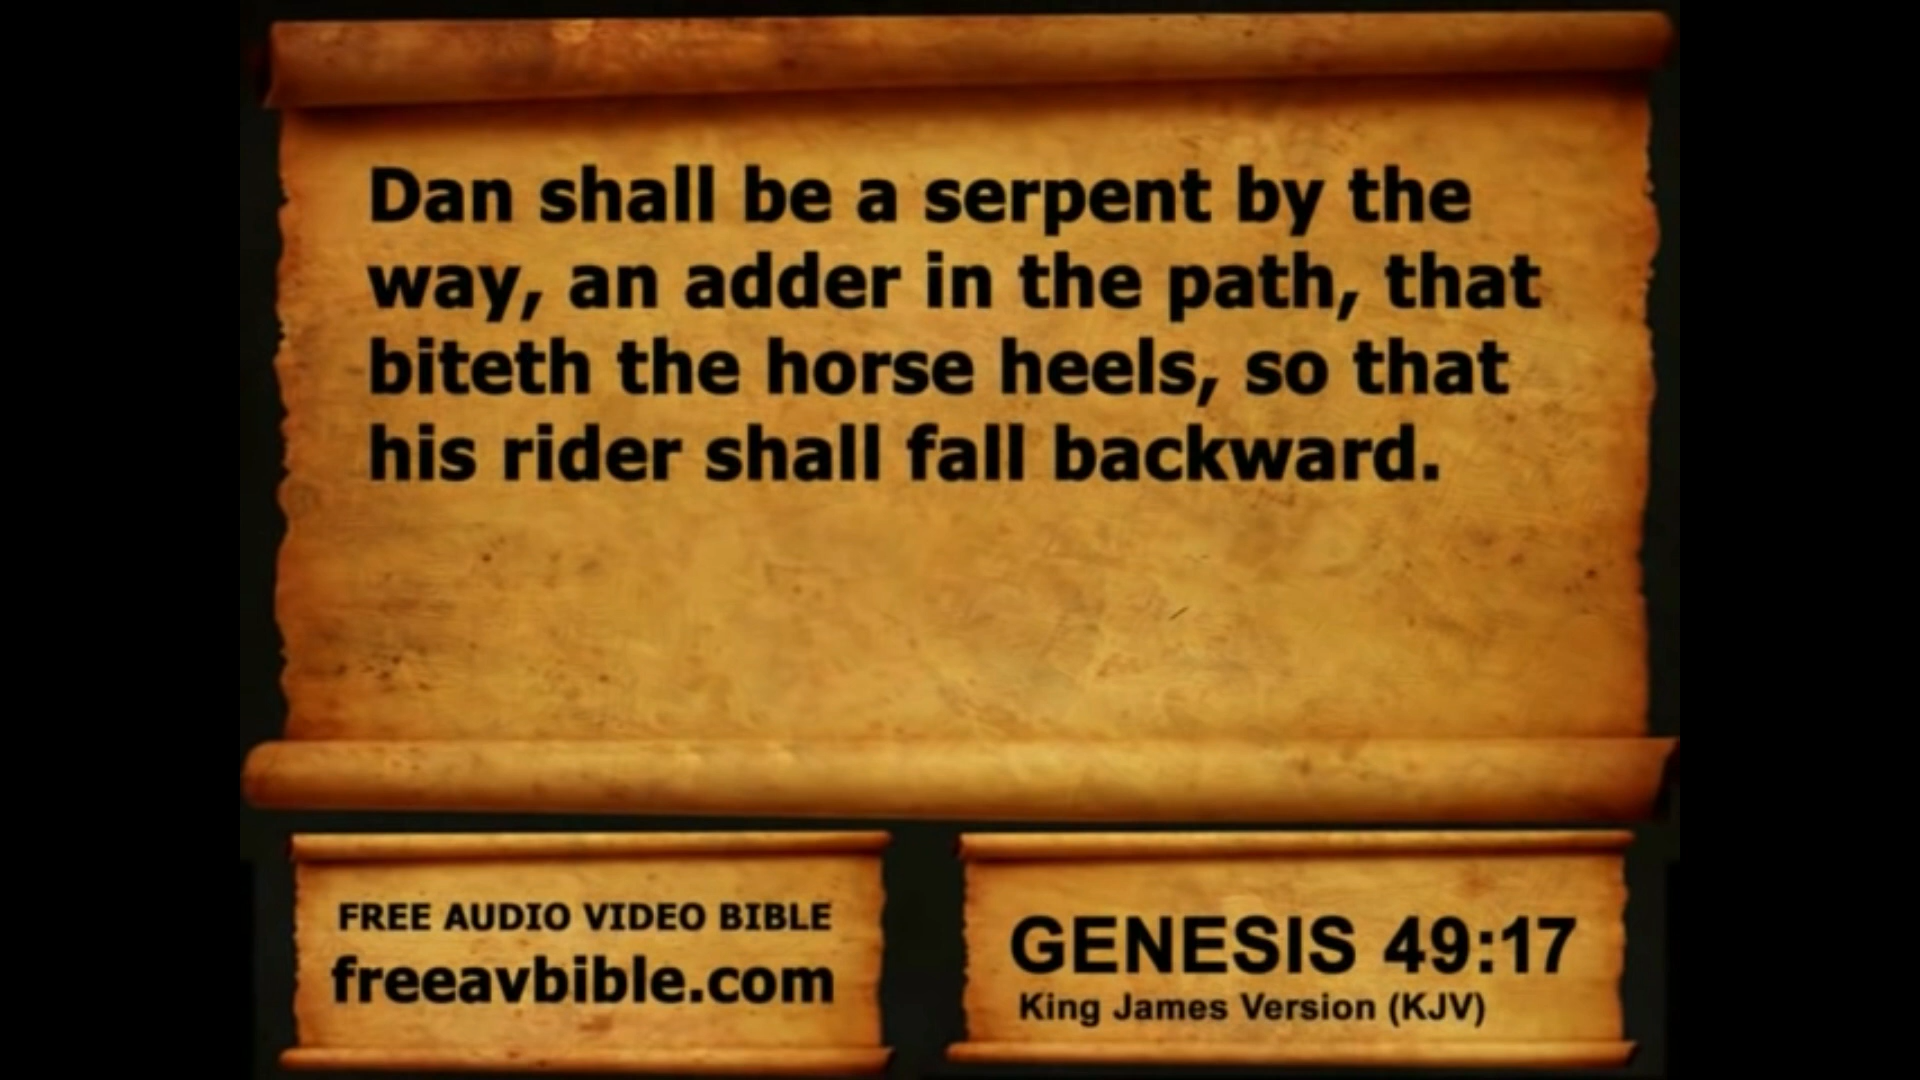 Dan shall be a serpent by the
way, an adder in the path, that
biteth the horse heels, so that
his rider shall fall backward.
FREE AUDIO VIDEO BIBLE
freeavbible.com
GENESIS 49:17
King James Version (KJV)